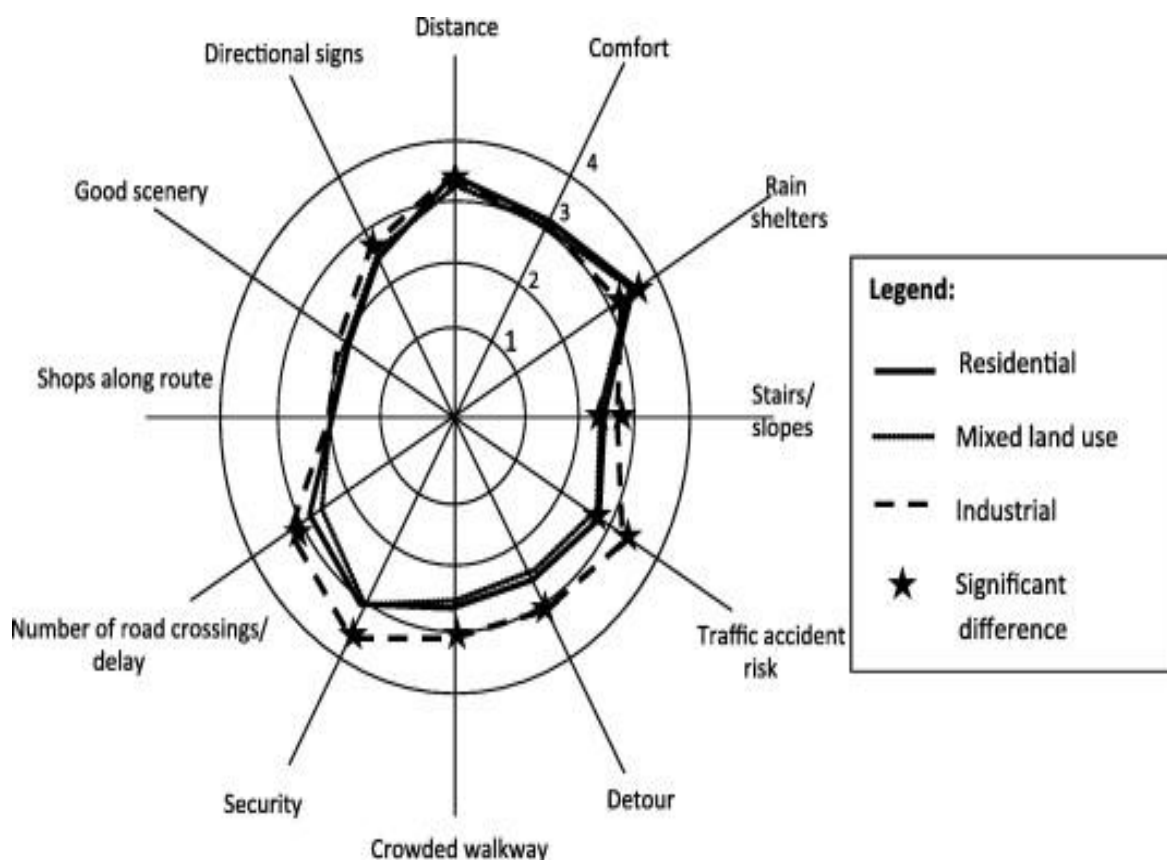 Distance
Directional signs
Comfort
4
Good scenery
Rain
shelters
3
2
1
Legend:
Shops along route
Stairs/
slopes
Residential
Mixed land use
Industrial
Significant
difference
Number of road crossings/
delay
Traffic accident
risk
Security
Detour
Crowded walkway